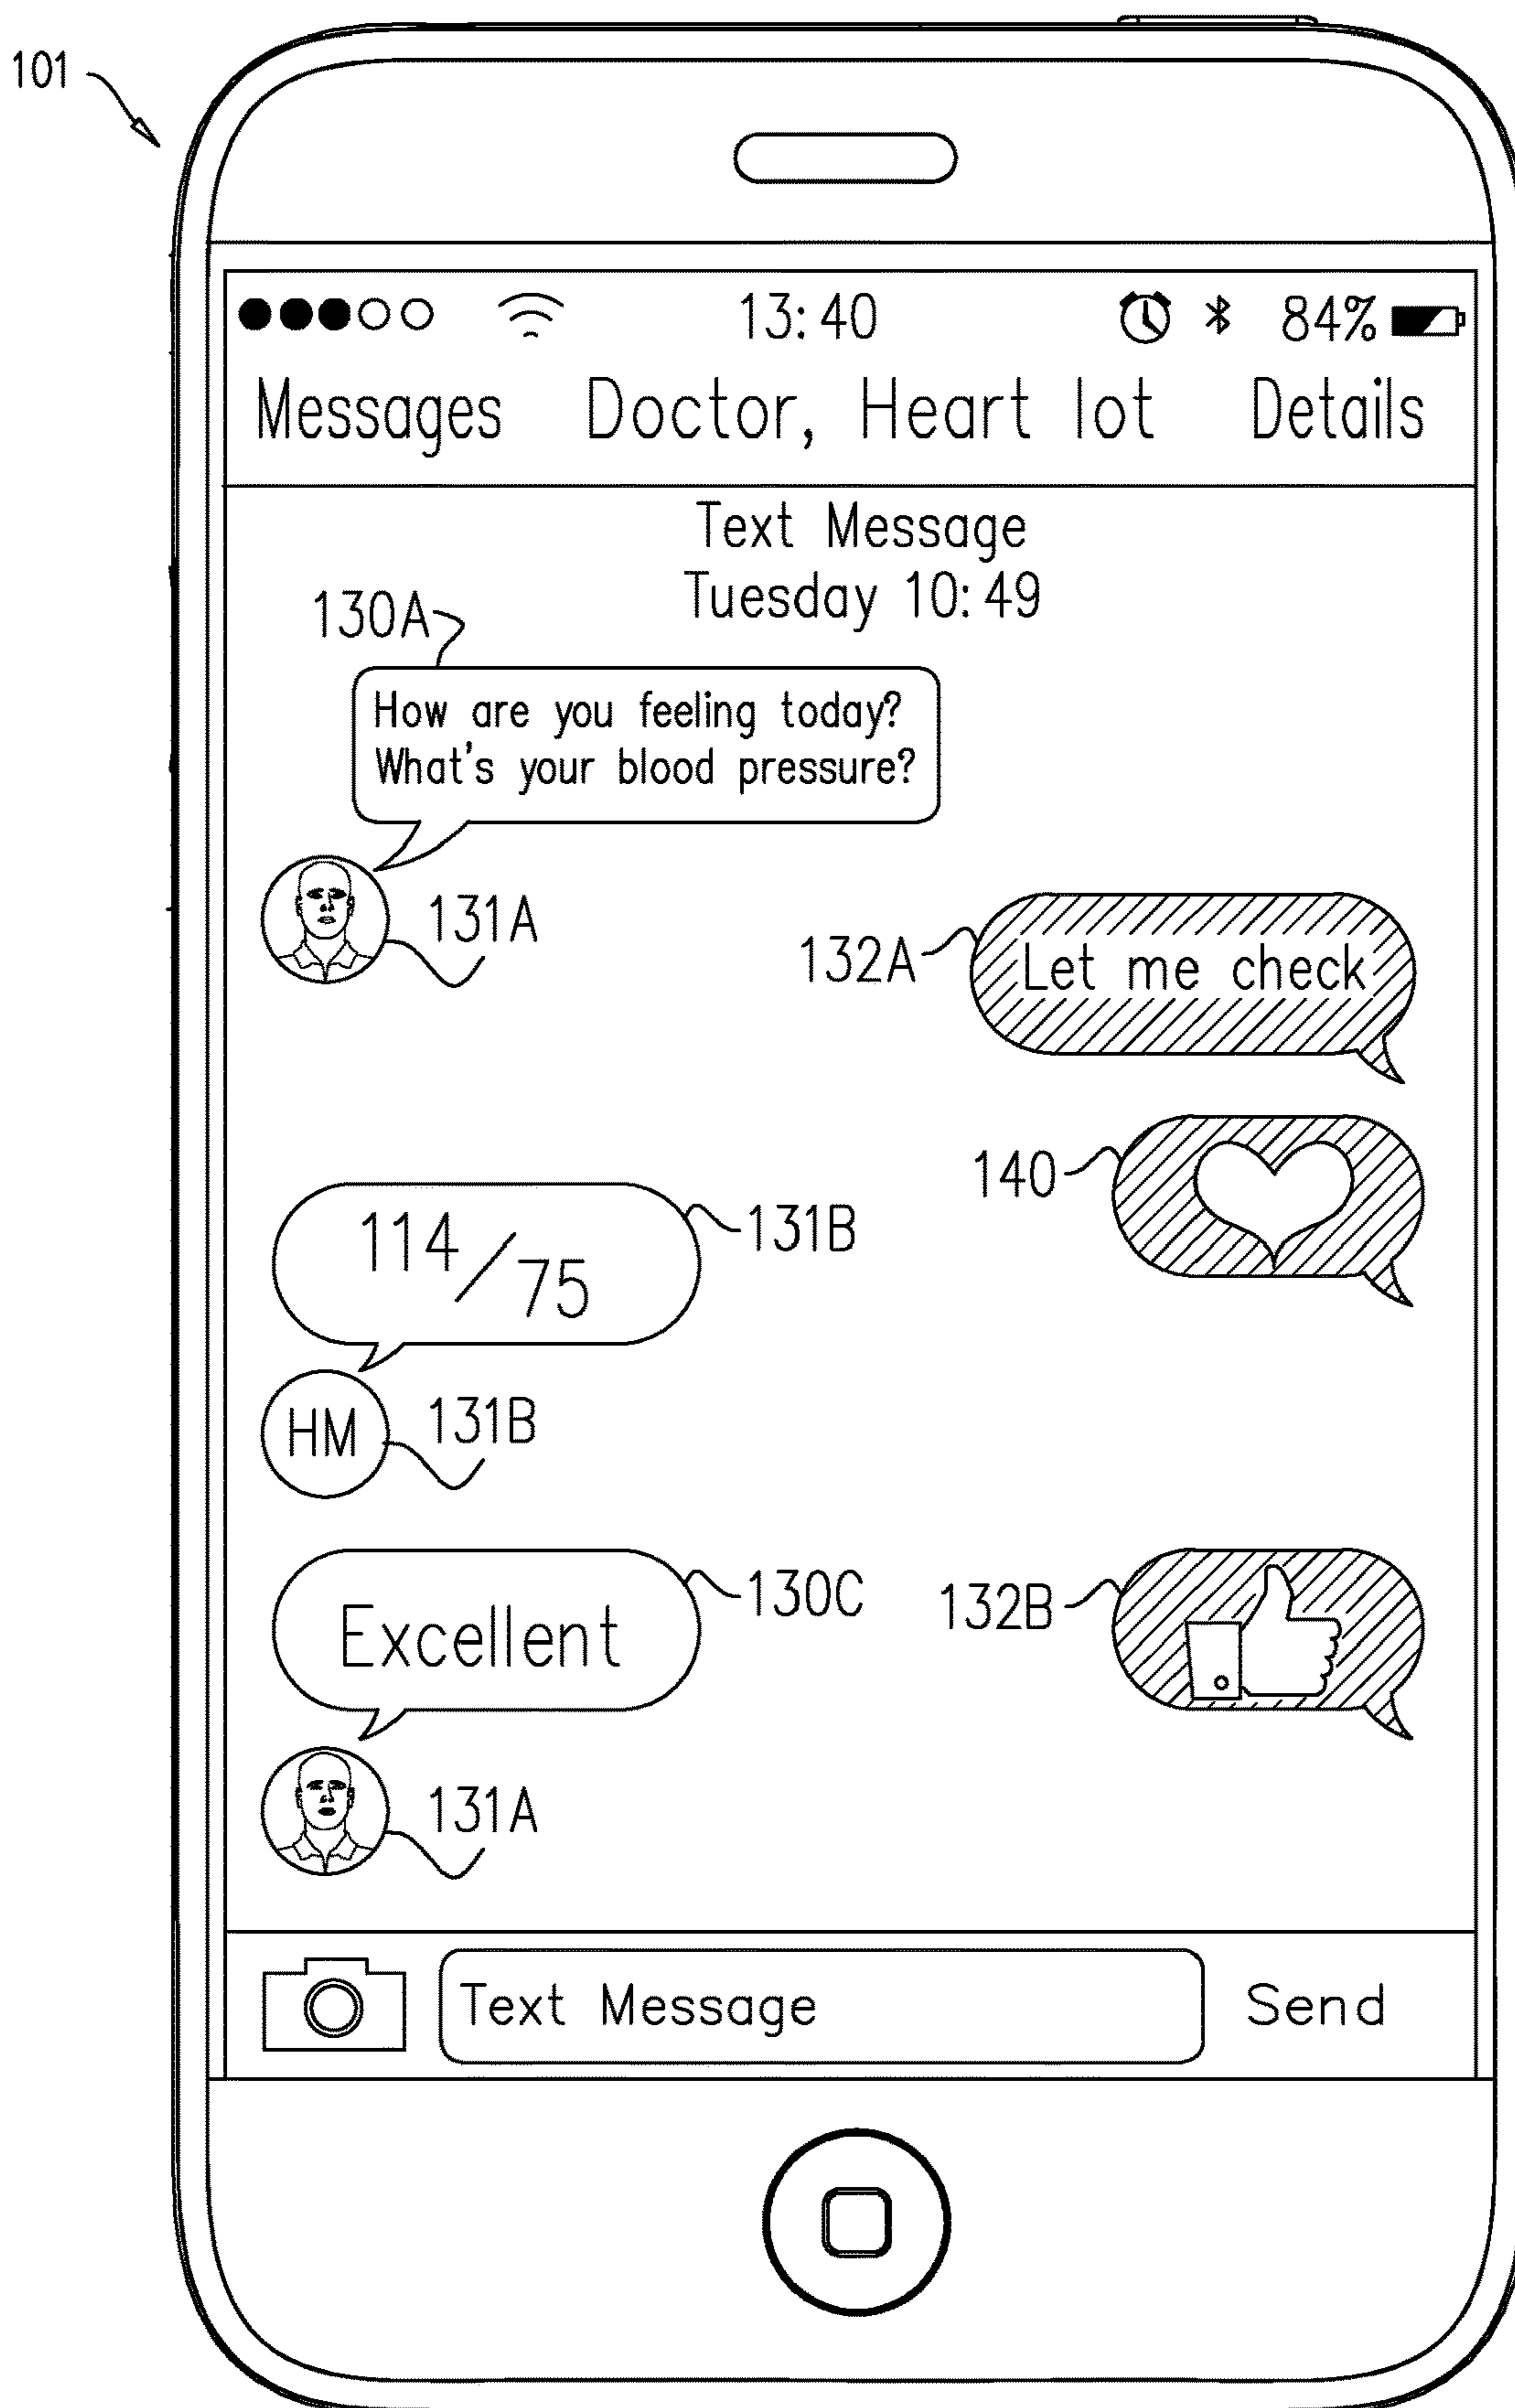 101
13:40 84%
Messages Doctor, Heart Iot Details
Text Message
Tuesday 10:49
130A
How are you feeling today?
What's your blood pressure?
131A
132A
Let me check
140
114/75
131B
HM
131B
Excellent
130C
132B
131A
Text Message
Send